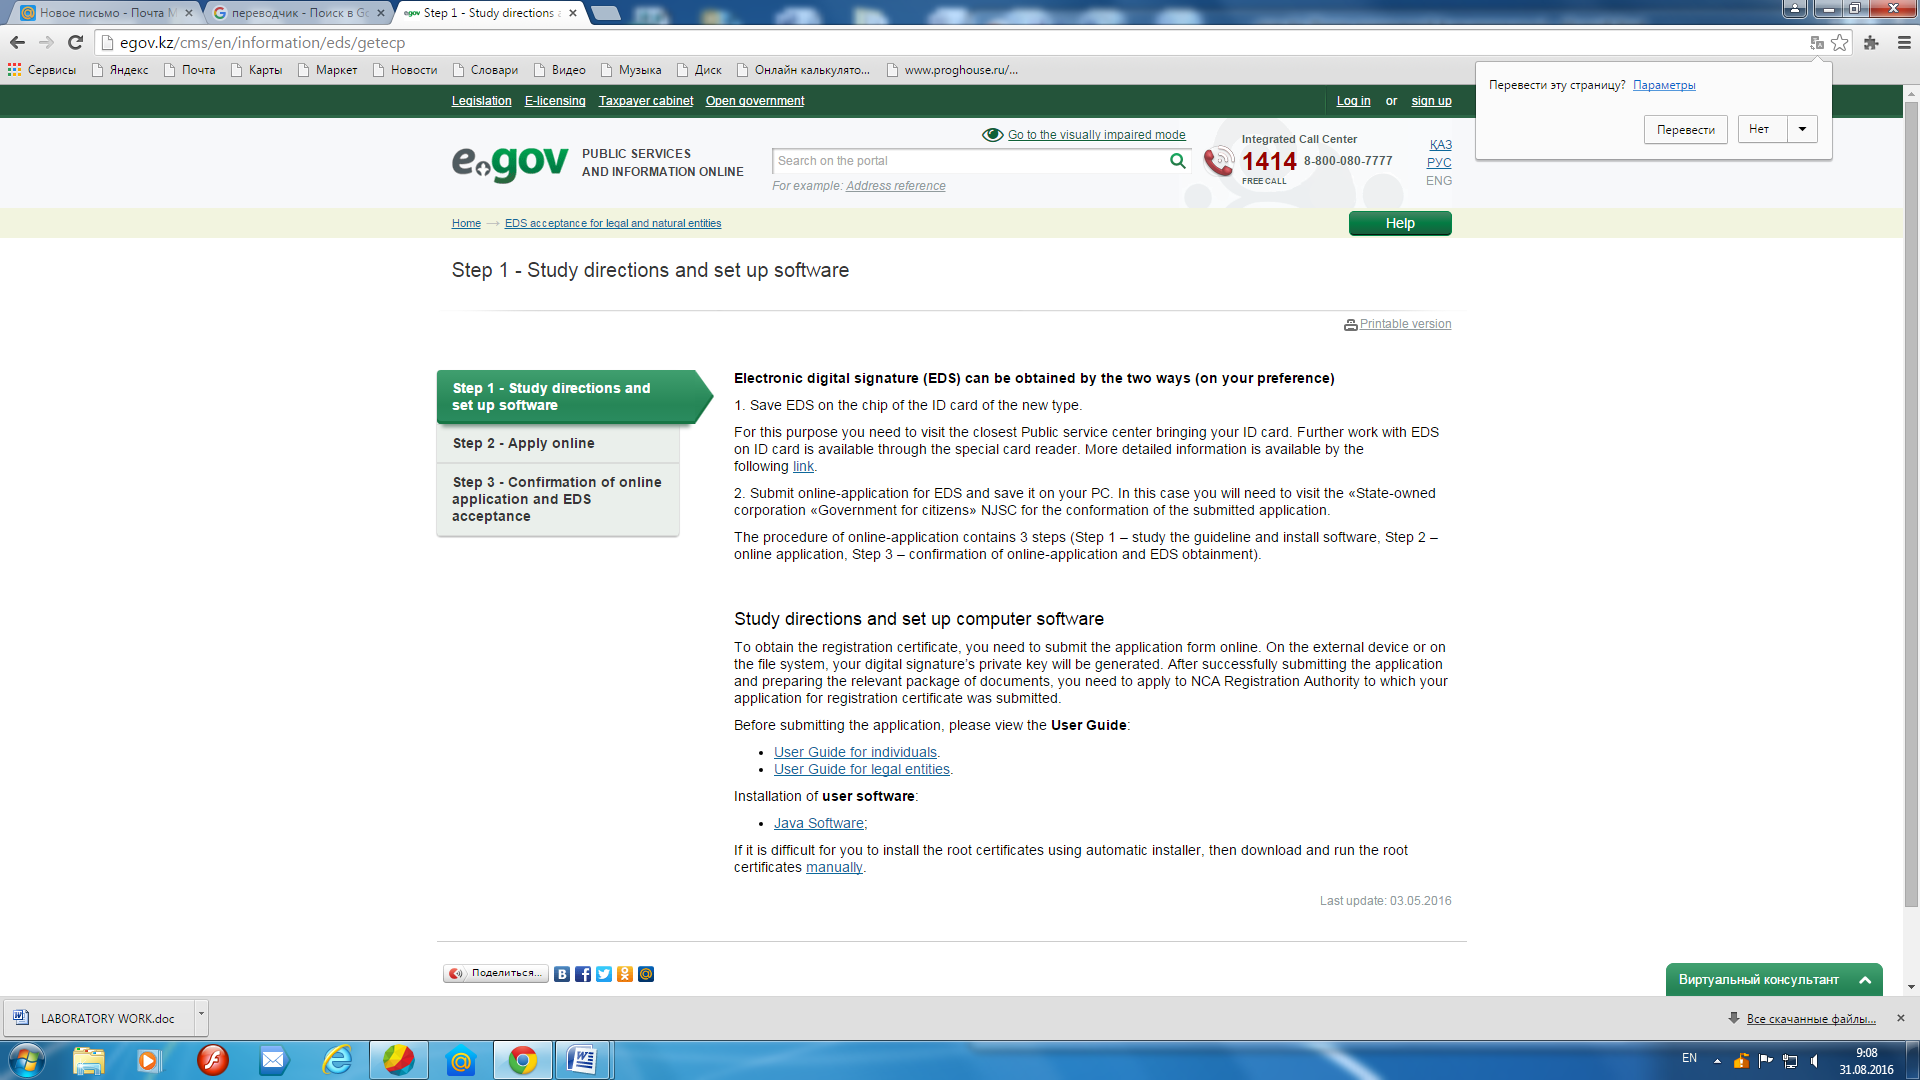 Новое письмо - Почта M
переводчик - Поиск в Go
Step 1 - Study directions a
egov.kz/cms/en/information/eds/getecp
Сервисы Яндекс Почта Карты Маркет Новости Словари Видео Музыка Диск Онлайн калькулято... www.proghouse.ru/...
Перевести эту страницу? Параметры
Перевести Нет
Legislation E-licensing Taxpayer cabinet Open government
Log in or sign up
Go to the visually impaired mode
egov
PUBLIC SERVICES
AND INFORMATION ONLINE
Search on the portal
For example: Address reference
Integrated Call Center
1414 8-800-080-7777
FREE CALL
ҚАЗ
РУС
ENG
Home → EDS acceptance for legal and natural entities
Help
Step 1 - Study directions and set up software
Printable version
Step 1 - Study directions and
set up software
Step 2 - Apply online
Step 3 - Confirmation of online
application and EDS
acceptance
Electronic digital signature (EDS) can be obtained by the two ways (on your preference)
1. Save EDS on the chip of the ID card of the new type.
For this purpose you need to visit the closest Public service center bringing your ID card. Further work with EDS
on ID card is available through the special card reader. More detailed information is available by the
following link.
2. Submit online-application for EDS and save it on your PC. In this case you will need to visit the «State-owned
corporation «Government for citizens» NJSC for the conformation of the submitted application.
The procedure of online-application contains 3 steps (Step 1 – study the guideline and install software, Step 2 –
online application, Step 3 – confirmation of online-application and EDS obtainment).
Study directions and set up computer software
To obtain the registration certificate, you need to submit the application form online. On the external device or on
the file system, your digital signature’s private key will be generated. After successfully submitting the application
and preparing the relevant package of documents, you need to apply to NCA Registration Authority to which your
application for registration certificate was submitted.
Before submitting the application, please view the User Guide:
• User Guide for individuals.
• User Guide for legal entities.
Installation of user software:
• Java Software;
If it is difficult for you to install the root certificates using automatic installer, then download and run the root
certificates manually.
Last update: 03.05.2016
Поделиться...
Виртуальный консультант
LABORATORY WORK.doc
Все скачанные файлы...
EN
9:08
31.08.2016